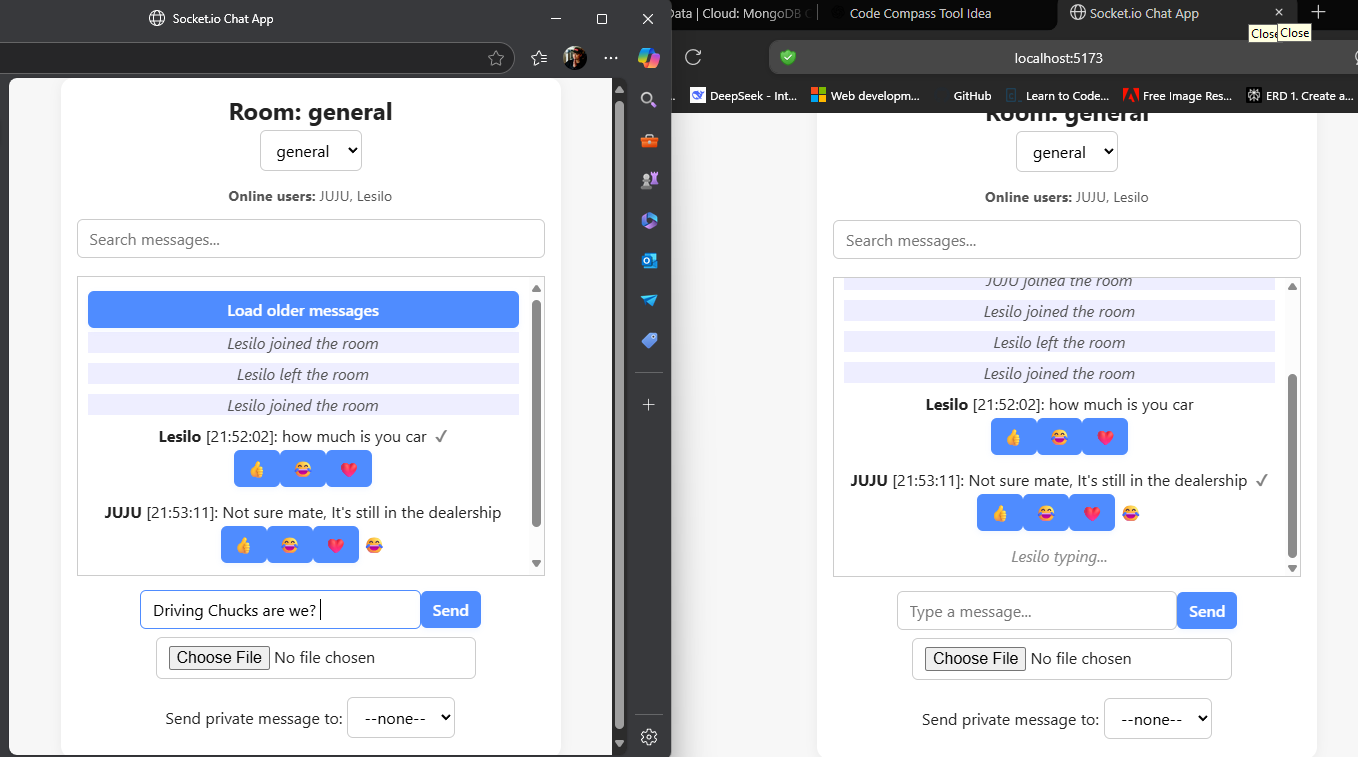 Socket.io Chat App
Room: general
general
Online users: JUJU, Lesilo
Search messages...
Load older messages
Lesilo joined the room
Lesilo left the room
Lesilo joined the room
Lesilo [21:52:02]: how much is you car ✓
👍 😂 💔
JUJU [21:53:11]: Not sure mate, It's still in the dealership
👍 😂 💔 😂
Driving Chucks are we?
Send
Choose File No file chosen
Send private message to: --none--
Data | Cloud: MongoDB
Code Compass Tool Idea
Socket.io Chat App
Close
Close
localhost:5173
DeepSeek - Int...
Web developm...
GitHub
Learn to Code...
Free Image Res...
ERD 1. Create a...
Room: general
general
Online users: JUJU, Lesilo
Search messages...
JUJU joined the room
Lesilo joined the room
Lesilo left the room
Lesilo joined the room
Lesilo [21:52:02]: how much is you car
👍 😂 💔
JUJU [21:53:11]: Not sure mate, It's still in the dealership ✓
👍 😂 💔 😂
Lesilo typing...
Type a message...
Send
Choose File No file chosen
Send private message to: --none--